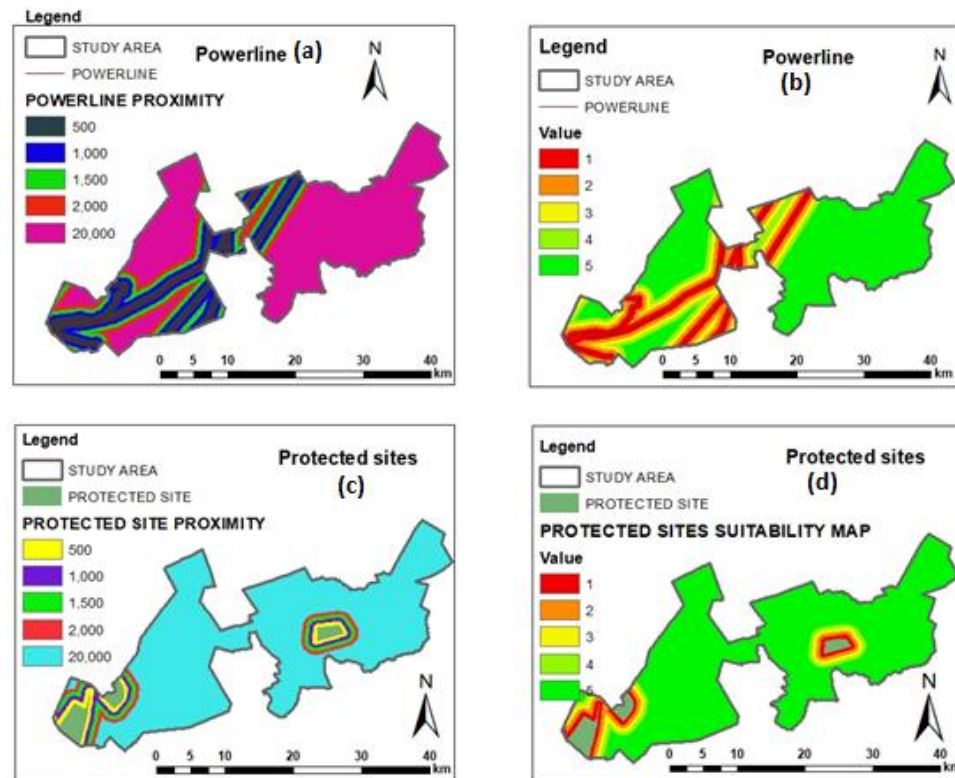 Legend
STUDY AREA
POWERLINE
POWERLINE PROXIMITY
500
1,000
1,500
2,000
20,000
Powerline (a)
N
0 5 10 20 30 40
km
Legend
STUDY AREA
POWERLINE
Value
1
2
3
4
5
Powerline
(b)
N
0 5 10 20 30 40
km
Legend
STUDY AREA
PROTECTED SITE
PROTECTED SITE PROXIMITY
500
1,000
1,500
2,000
20,000
Protected sites
(c)
N
0 5 10 20 30 40
km
Legend
STUDY AREA
PROTECTED SITE
PROTECTED SITES SUITABILITY MAP
Value
1
2
3
4
5
Protected sites
(d)
N
0 5 10 20 30 40
km